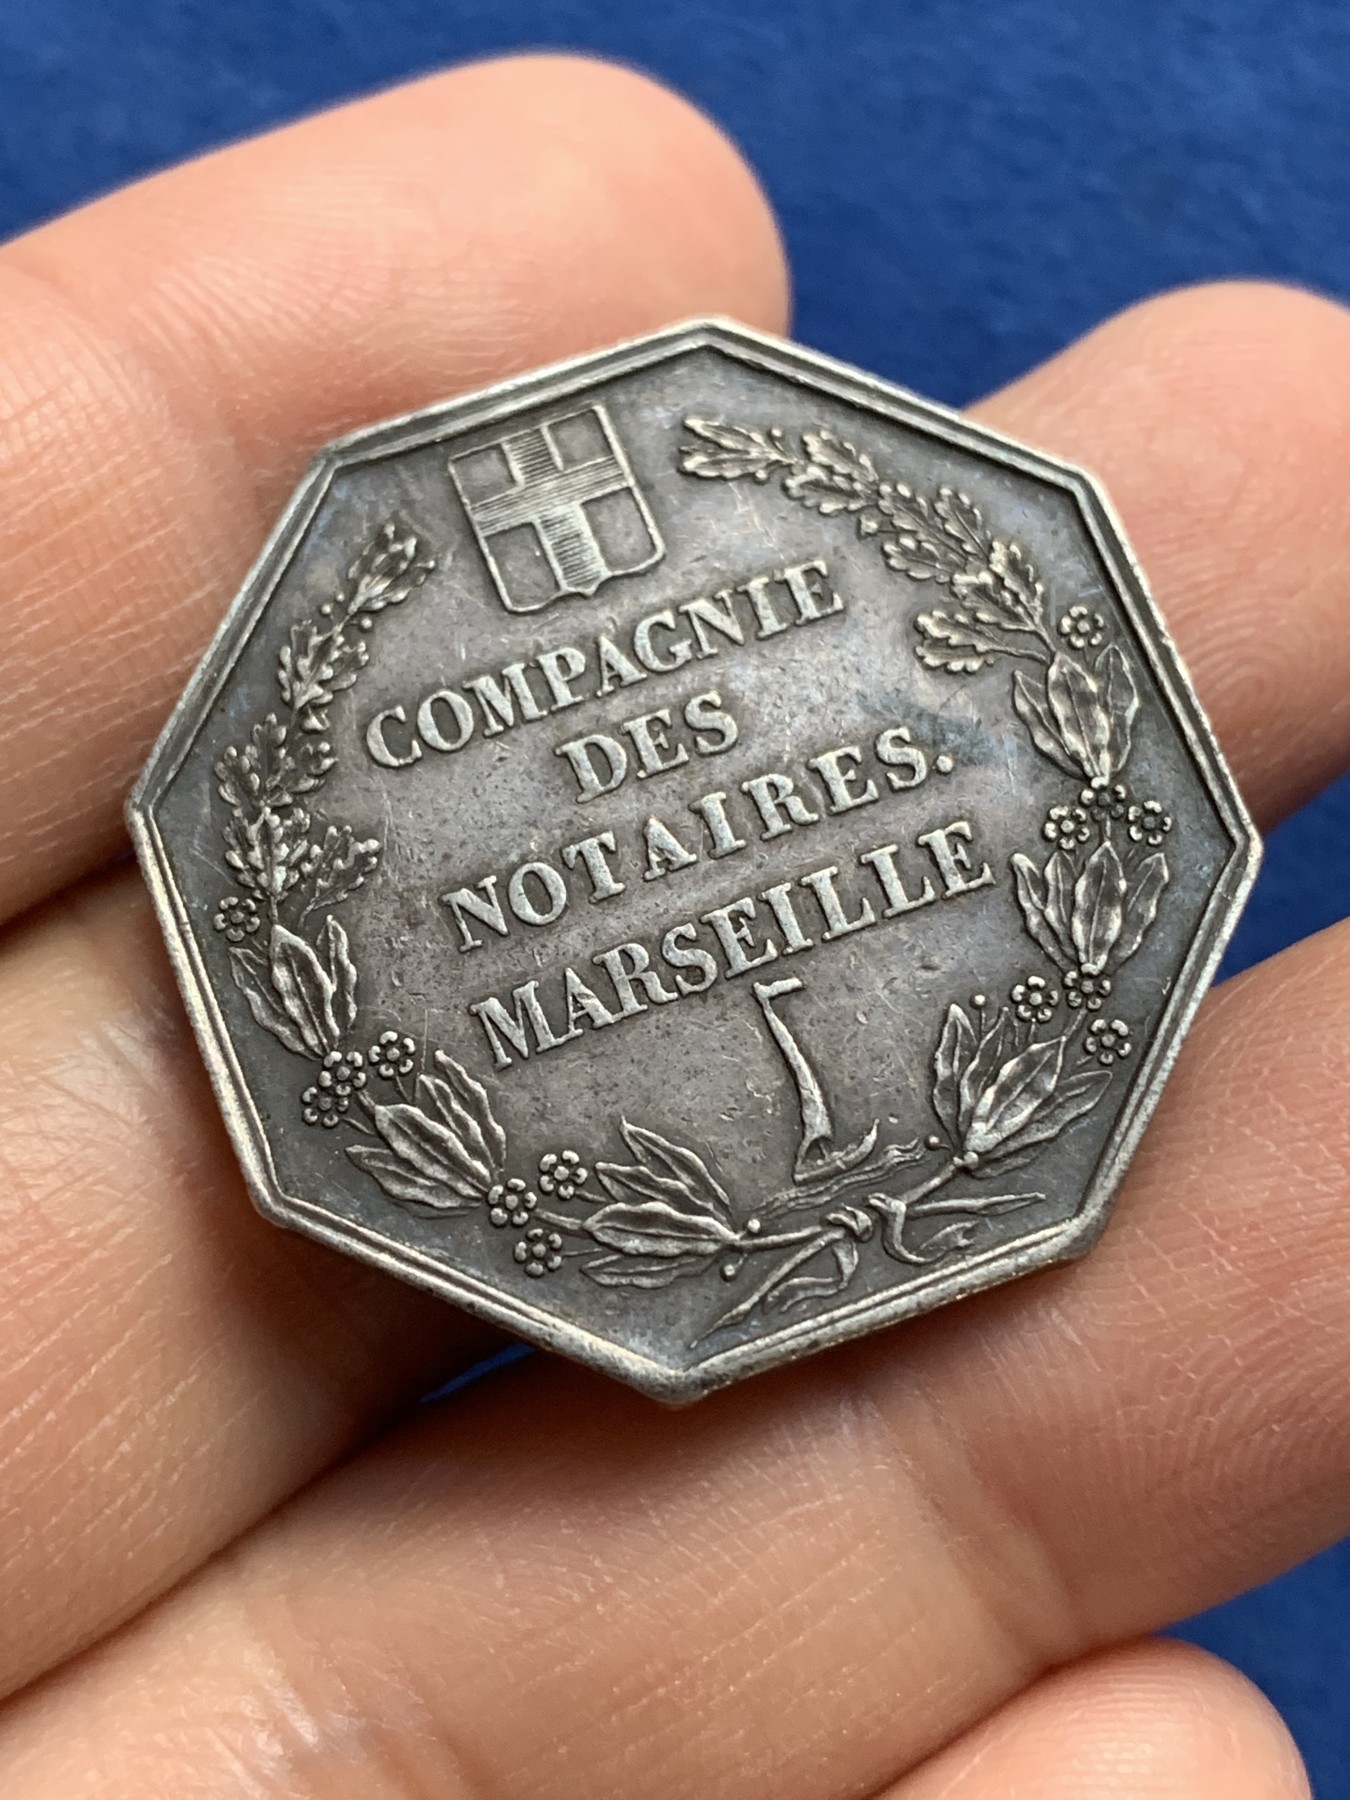 COMPAGNIE
DES
NOTAIRES.
MARSEILLE